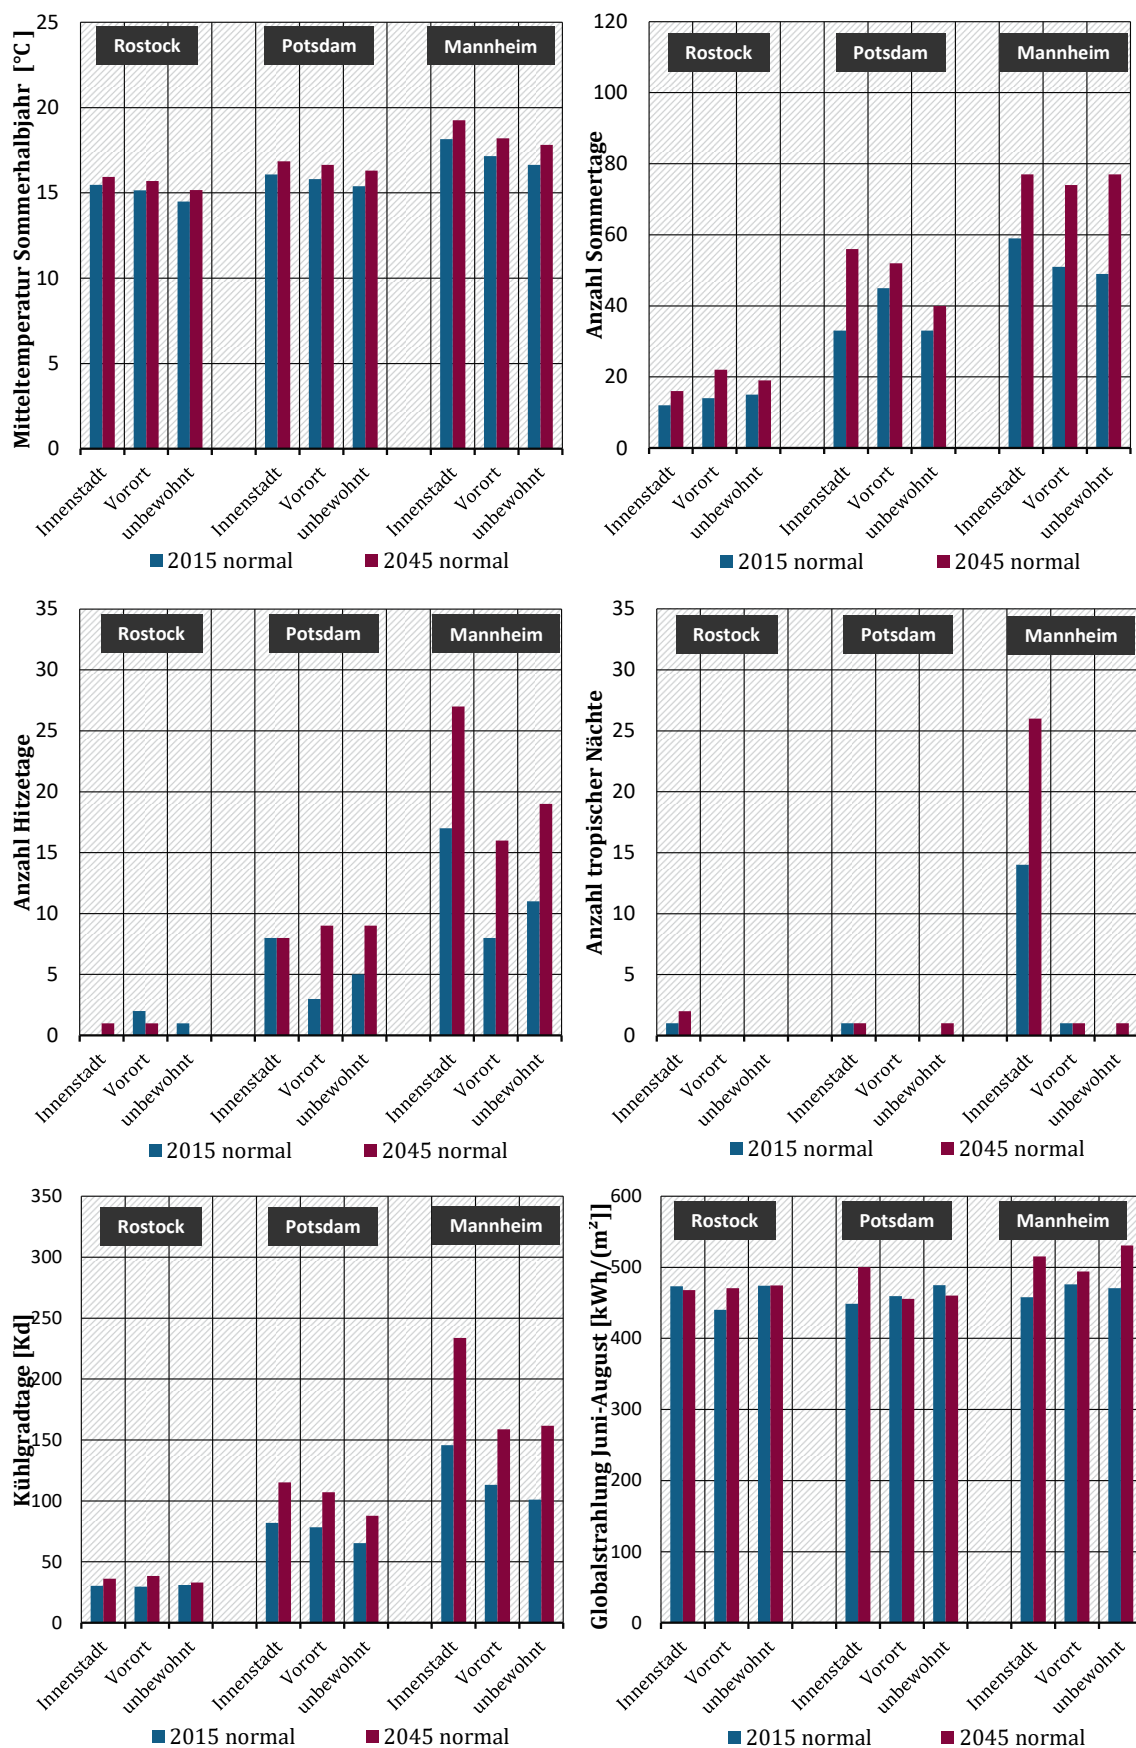 Mitteltemperatur Sommerhalbjahr [°C]
25
20
15
10
5
0
Rostock
Potsdam
Mannheim
Innenstadt
Vorort
unbewohnt
Innenstadt
Vorort
unbewohnt
Innenstadt
Vorort
unbewohnt
2015 normal
2045 normal
Anzahl Sommertage
120
100
80
60
40
20
0
Rostock
Potsdam
Mannheim
Innenstadt
Vorort
unbewohnt
Innenstadt
Vorort
unbewohnt
Innenstadt
Vorort
unbewohnt
2015 normal
2045 normal
Anzahl Hitzetage
35
30
25
20
15
10
5
0
Rostock
Potsdam
Mannheim
Innenstadt
Vorort
unbewohnt
Innenstadt
Vorort
unbewohnt
Innenstadt
Vorort
unbewohnt
2015 normal
2045 normal
Anzahl tropischer Nächte
35
30
25
20
15
10
5
0
Rostock
Potsdam
Mannheim
Innenstadt
Vorort
unbewohnt
Innenstadt
Vorort
unbewohnt
Innenstadt
Vorort
unbewohnt
2015 normal
2045 normal
Kühlgradtage [Kd]
350
300
250
200
150
100
50
0
Rostock
Potsdam
Mannheim
Innenstadt
Vorort
unbewohnt
Innenstadt
Vorort
unbewohnt
Innenstadt
Vorort
unbewohnt
2015 normal
2045 normal
Globalstrahlung Juni-August [kWh/(m²]]
600
500
400
300
200
100
0
Rostock
Potsdam
Mannheim
Innenstadt
Vorort
unbewohnt
Innenstadt
Vorort
unbewohnt
Innenstadt
Vorort
unbewohnt
2015 normal
2045 normal